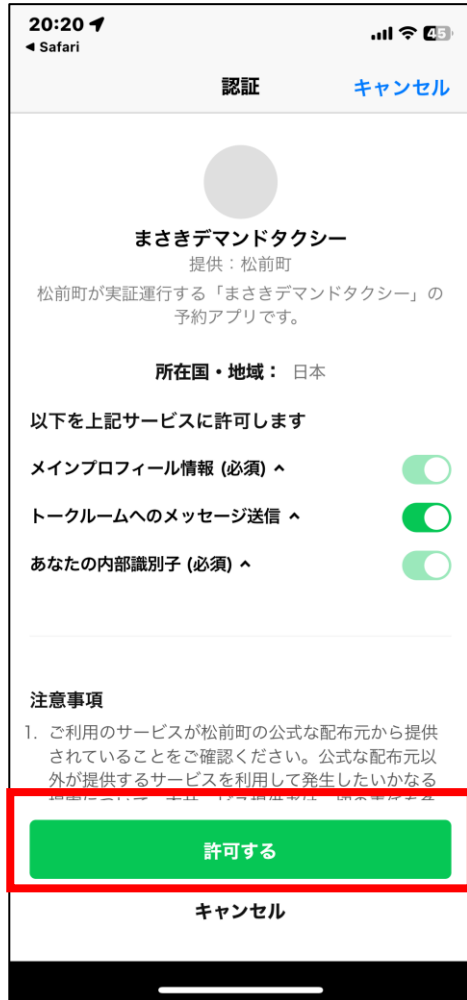 20:20
45
◀ Safari
認証
キャンセル
まさきデマンドタクシー
提供：松前町
松前町が実証運行する「まさきデマンドタクシー」の
予約アプリです。
所在国・地域： 日本
以下を上記サービスに許可します
メインプロフィール情報 (必須)
トークルームへのメッセージ送信
あなたの内部識別子 (必須)
注意事項
1. ご利用のサービスが松前町の公式な配布元から提供
されていることをご確認ください。公式な配布元以
外が提供するサービスを利用して発生したいかなる
許可する
キャンセル